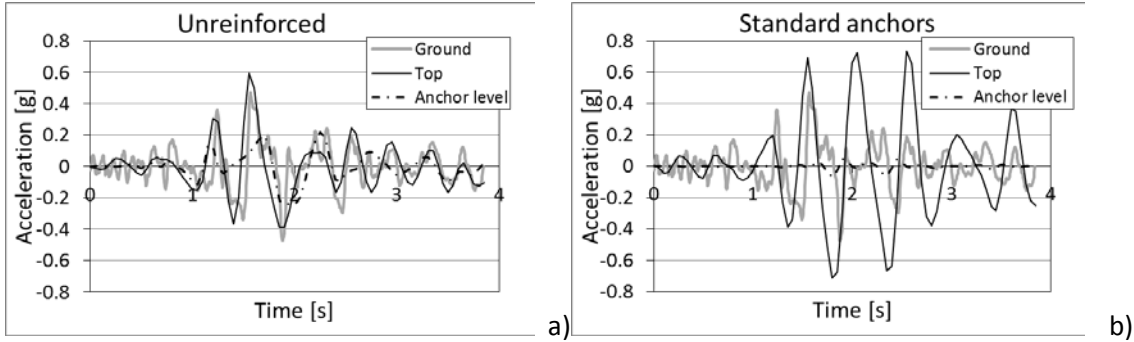 Unreinforced
0.8
0.6
0.4
0.2
0
-0.2
-0.4
-0.6
-0.8
Acceleration [g]
Ground
Top
Anchor level
0 1 2 3 4
Time [s]
a)
Standard anchors
0.8
0.6
0.4
0.2
0
-0.2
-0.4
-0.6
-0.8
Acceleration [g]
Ground
Top
Anchor level
0 1 2 3 4
Time [s]
b)